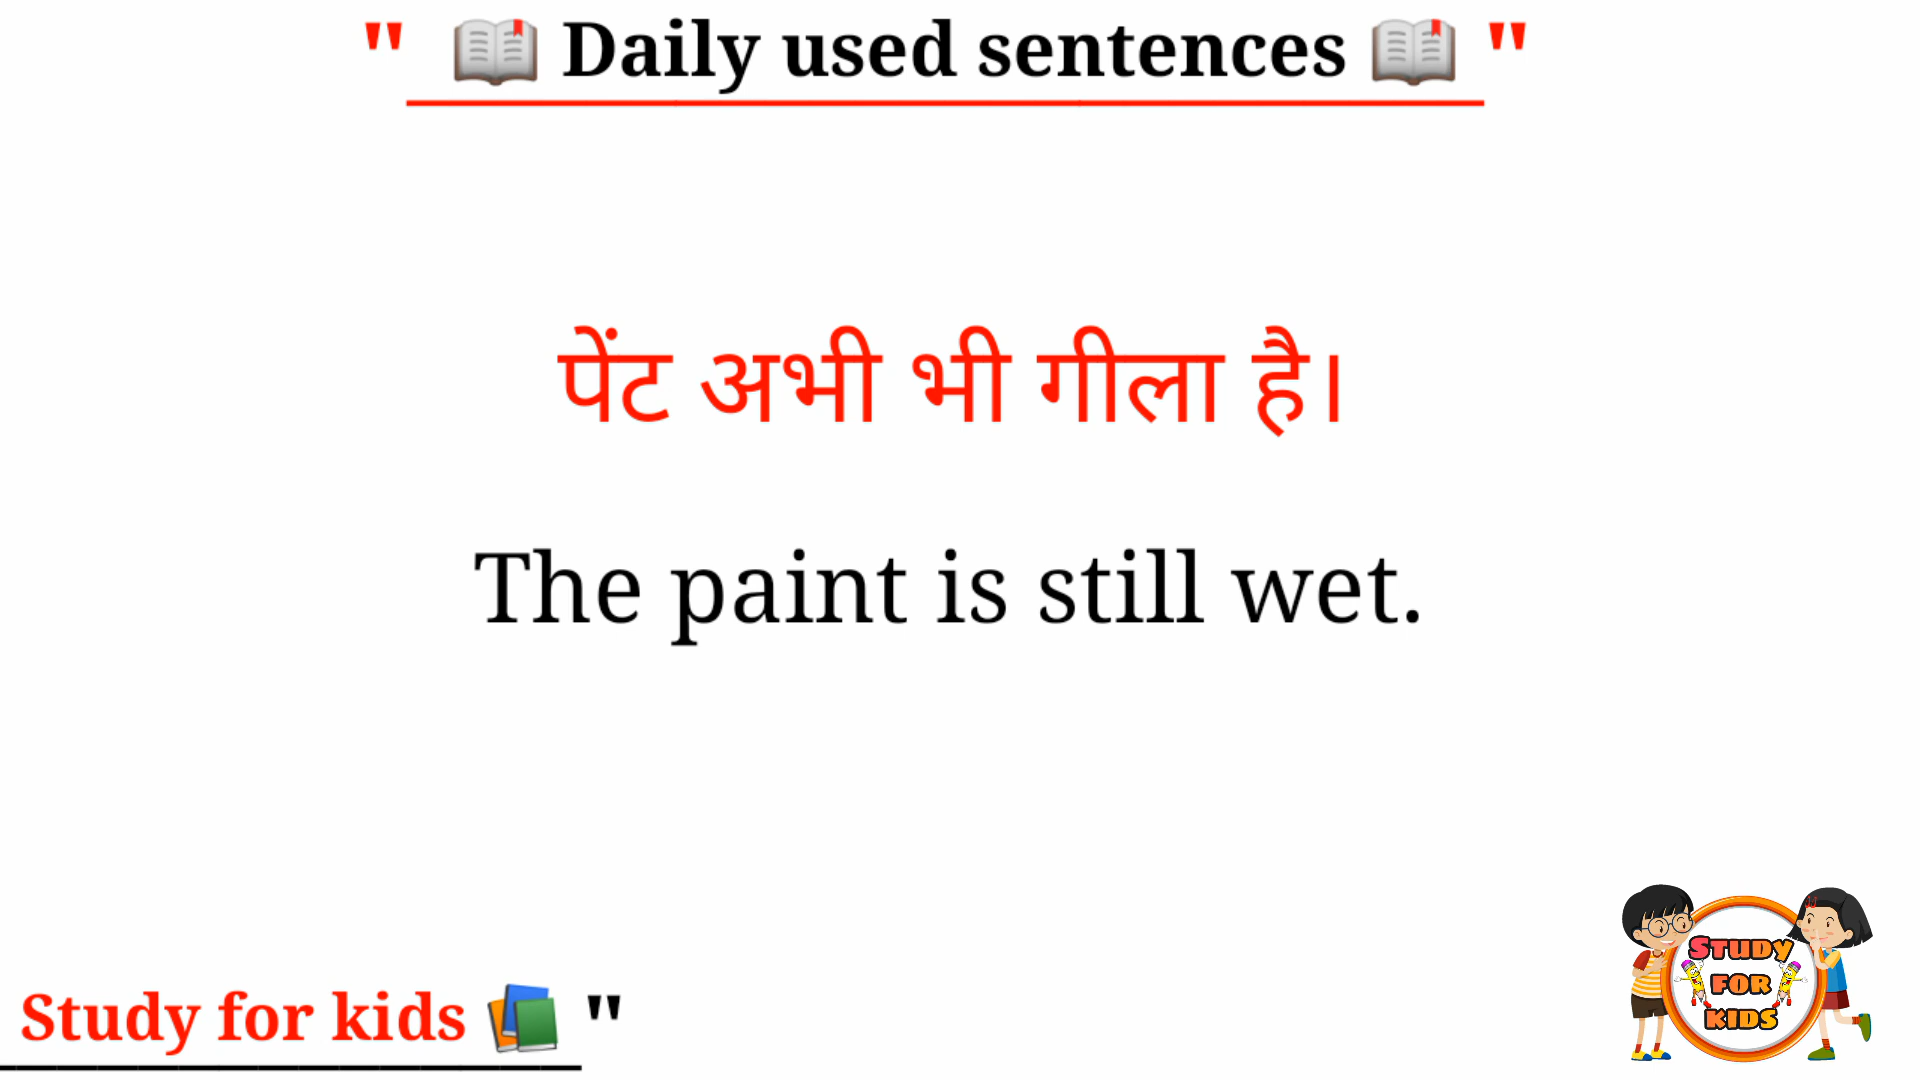 " 📖 Daily used sentences 📖 "
पेंट अभी भी गीला है।
The paint is still wet.
Study for kids 📚 "
STUDY
FOR
KIDS